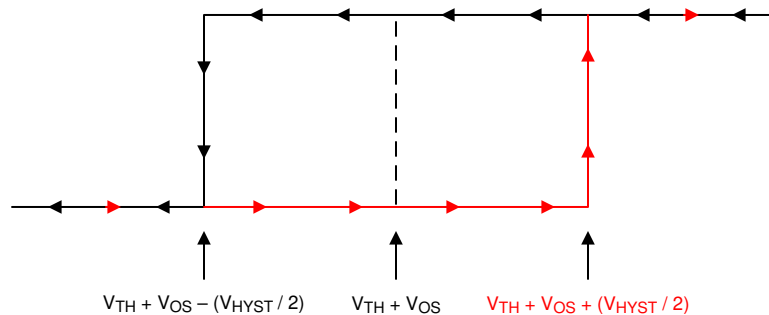 VTH + VOS – (VHYST / 2)
VTH + VOS
VTH + VOS + (VHYST / 2)